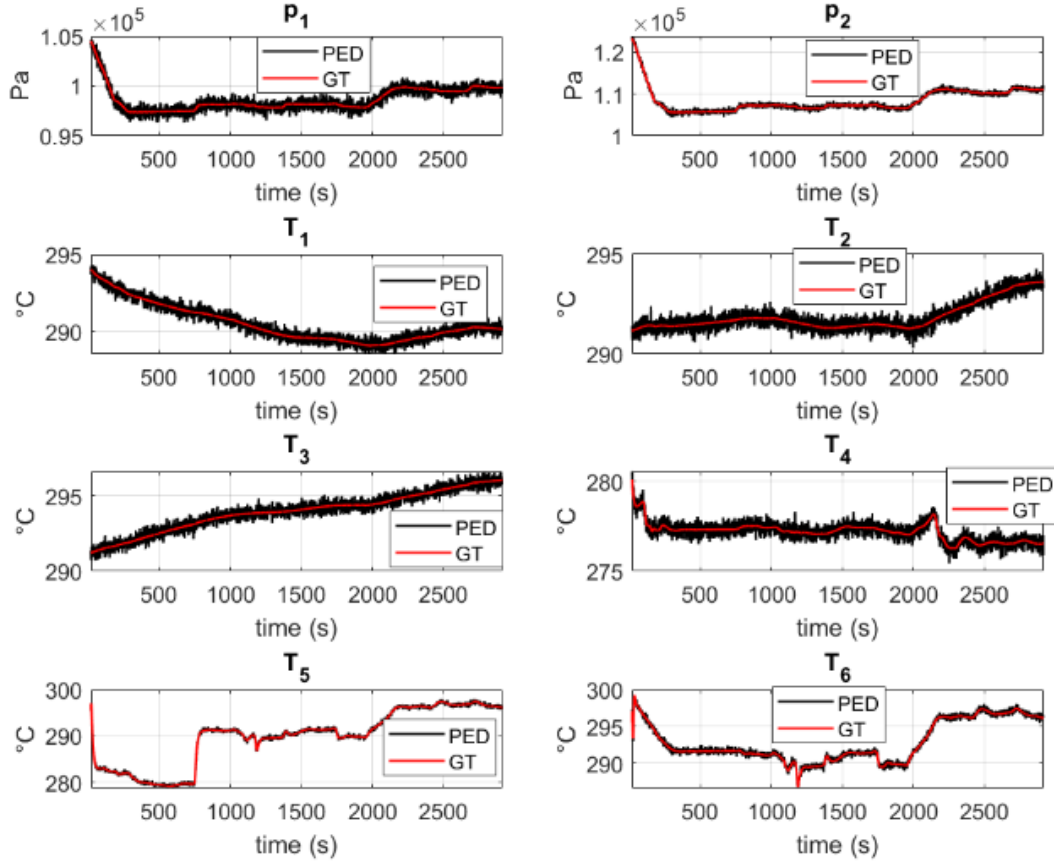 p1 p2
×10^5 ×10^5
1.05 1 0.95 Pa PED GT
1.2 1.1 1 Pa PED GT
500 1000 1500 2000 2500 500 1000 1500 2000 2500
time (s) time (s)
T1 T2
295 290 °C PED GT
295 290 °C PED GT
500 1000 1500 2000 2500 500 1000 1500 2000 2500
time (s) time (s)
T3 T4
295 290 °C PED GT
280 275 °C PED GT
500 1000 1500 2000 2500 500 1000 1500 2000 2500
time (s) time (s)
T5 T6
300 290 280 °C PED GT
300 295 290 °C PED GT
500 1000 1500 2000 2500 500 1000 1500 2000 2500
time (s) time (s)